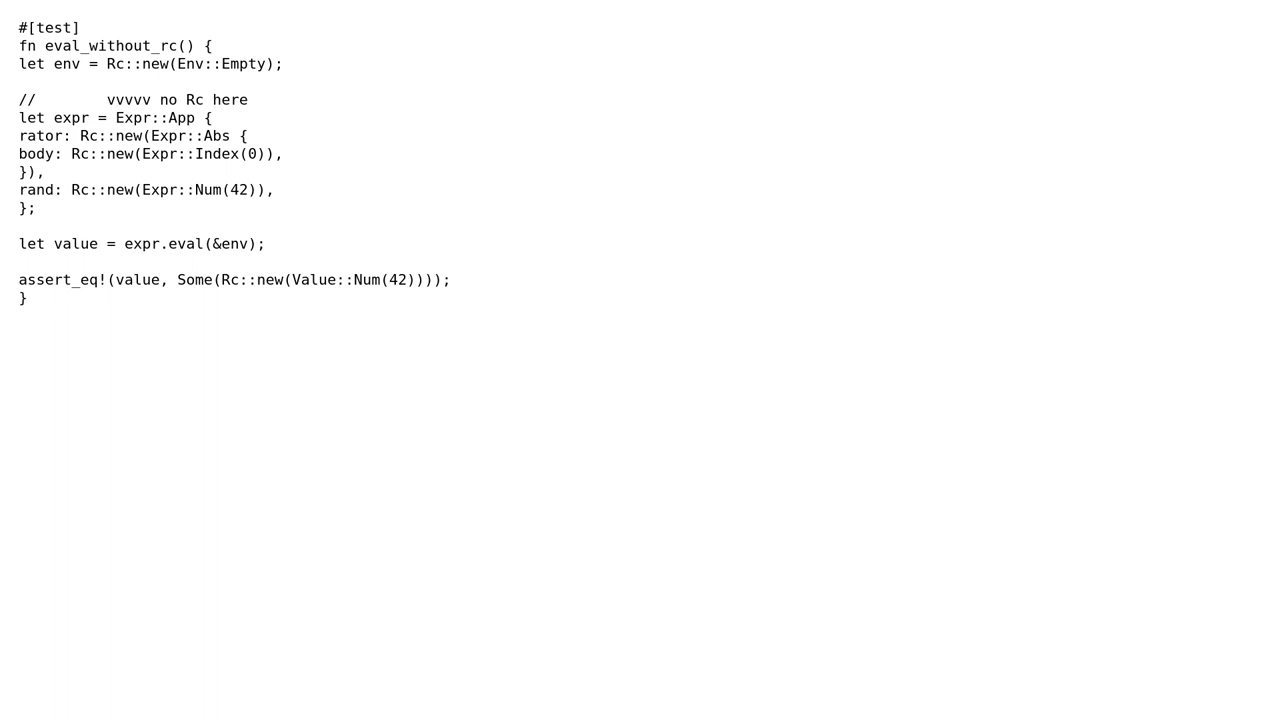 #[test]
fn eval_without_rc() {
let env = Rc::new(Env::Empty);

//        vvvvv no Rc here
let expr = Expr::App {
rator: Rc::new(Expr::Abs {
body: Rc::new(Expr::Index(0)),
}),
rand: Rc::new(Expr::Num(42)),
};

let value = expr.eval(&env);

assert_eq!(value, Some(Rc::new(Value::Num(42))));
}